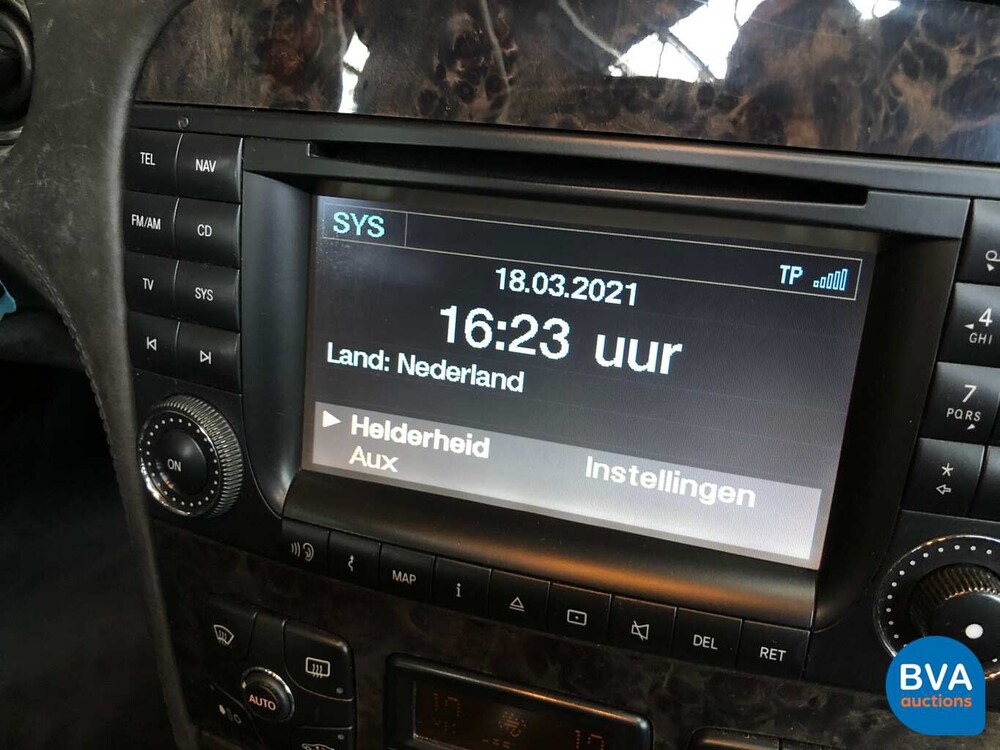 TEL
NAV
FM/AM
CD
TV
SYS
ON
SYS
TP
18.03.2021
16:23 uur
Land: Nederland
Helderheid
Aux
Instellingen
4
GHI
7
PQRS
*
MAP
i
DEL
RET
AUTO
BVA
auctions